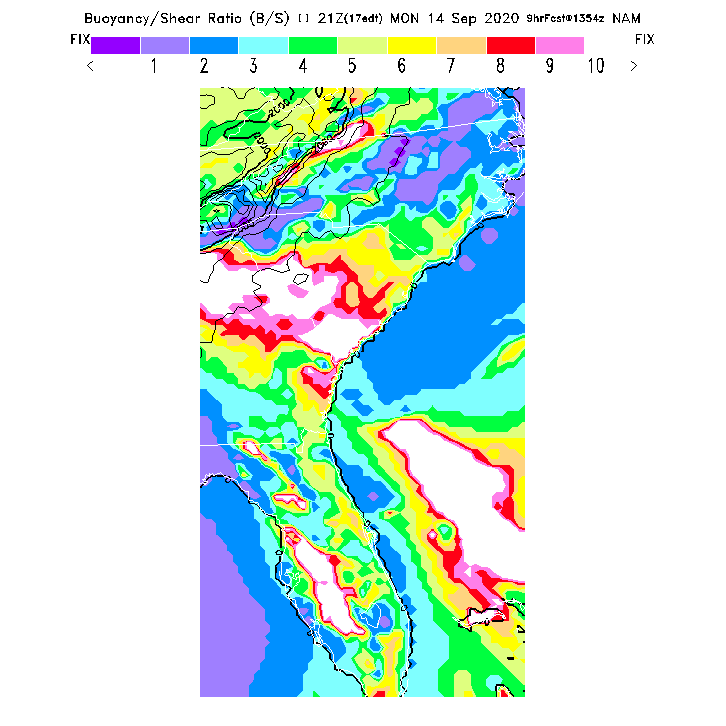 Buoyancy/Shear Ratio (B/S) [] 21Z(17edt) MON 14 Sep 2020 9hrFcst@1354z NAM
FIX FIX
< 1 2 3 4 5 6 7 8 9 10 >
2000